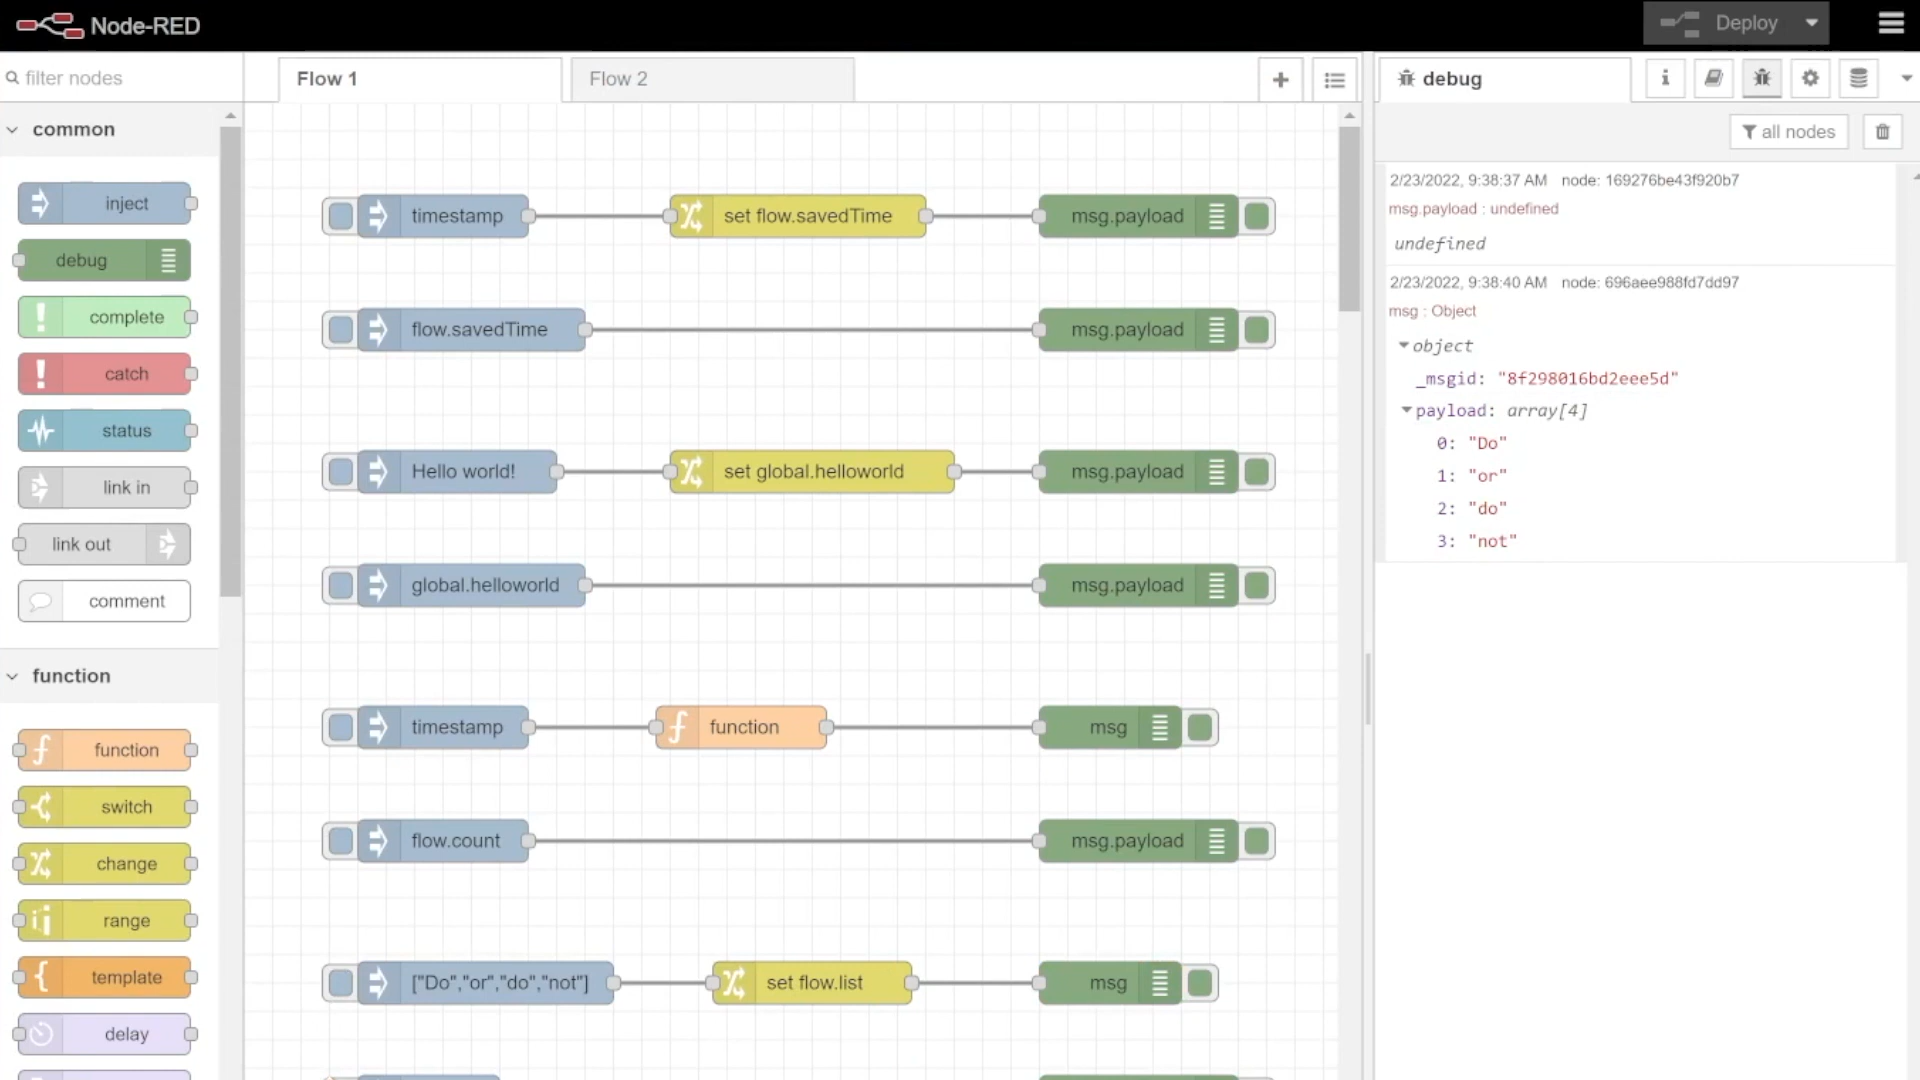 Node-RED
Deploy
filter nodes
Flow 1
Flow 2
debug
all nodes
common
inject
debug
complete
catch
status
link in
link out
comment
function
function
switch
change
range
template
delay
timestamp
set flow.savedTime
msg.payload
flow.savedTime
msg.payload
Hello world!
set global.helloworld
msg.payload
global.helloworld
msg.payload
timestamp
function
msg
flow.count
msg.payload
["Do","or","do","not"]
set flow.list
msg
2/23/2022, 9:38:37 AM node: 169276be43f920b7
msg.payload : undefined
undefined
2/23/2022, 9:38:40 AM node: 696aee988fd7dd97
msg : Object
object
_msgid: "8f298016bd2eee5d"
payload: array[4]
0: "Do"
1: "or"
2: "do"
3: "not"